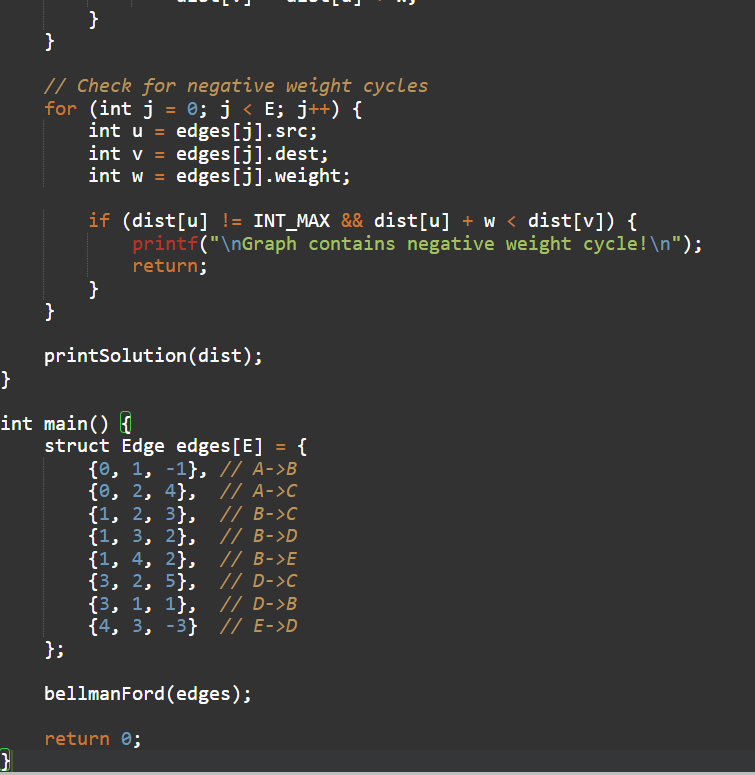 }
}
// Check for negative weight cycles
for (int j = 0; j < E; j++) {
int u = edges[j].src;
int v = edges[j].dest;
int w = edges[j].weight;
if (dist[u] != INT_MAX && dist[u] + w < dist[v]) {
printf("\nGraph contains negative weight cycle!\n");
return;
}
}
printSolution(dist);
}
int main() {
struct Edge edges[E] = {
{0, 1, -1}, // A->B
{0, 2, 4},  // A->C
{1, 2, 3},  // B->C
{1, 3, 2},  // B->D
{1, 4, 2},  // B->E
{3, 2, 5},  // D->C
{3, 1, 1},  // D->B
{4, 3, -3}  // E->D
};
bellmanFord(edges);
return 0;
}